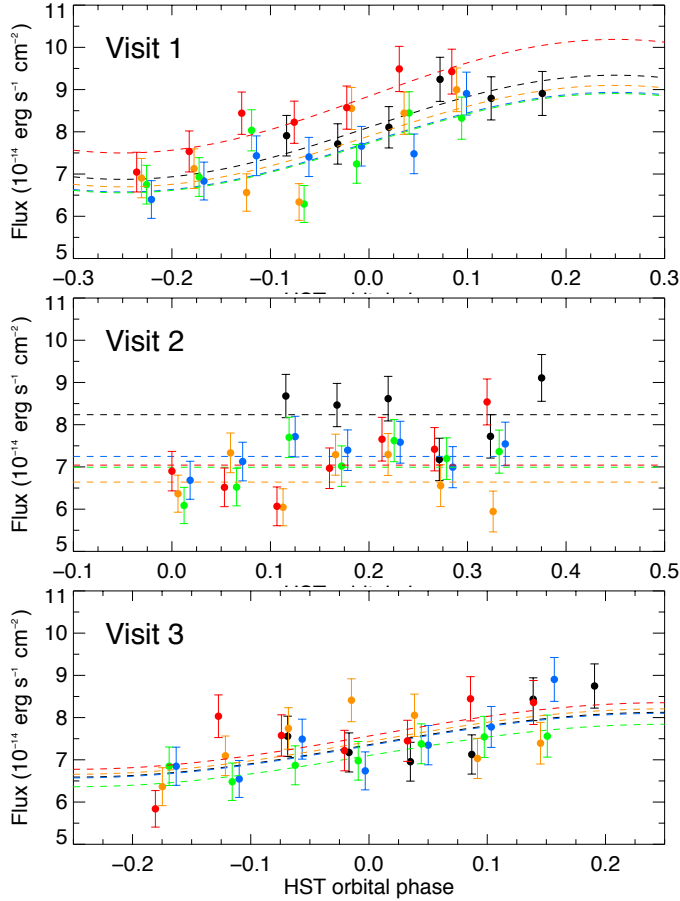 11
10
9
8
7
6
5
Flux (10⁻¹⁴ erg s⁻¹ cm⁻²)
Visit 1
−0.3 −0.2 −0.1 0.0 0.1 0.2 0.3
11
10
9
8
7
6
5
Flux (10⁻¹⁴ erg s⁻¹ cm⁻²)
Visit 2
−0.1 0.0 0.1 0.2 0.3 0.4 0.5
11
10
9
8
7
6
5
Flux (10⁻¹⁴ erg s⁻¹ cm⁻²)
Visit 3
−0.2 −0.1 0.0 0.1 0.2
HST orbital phase